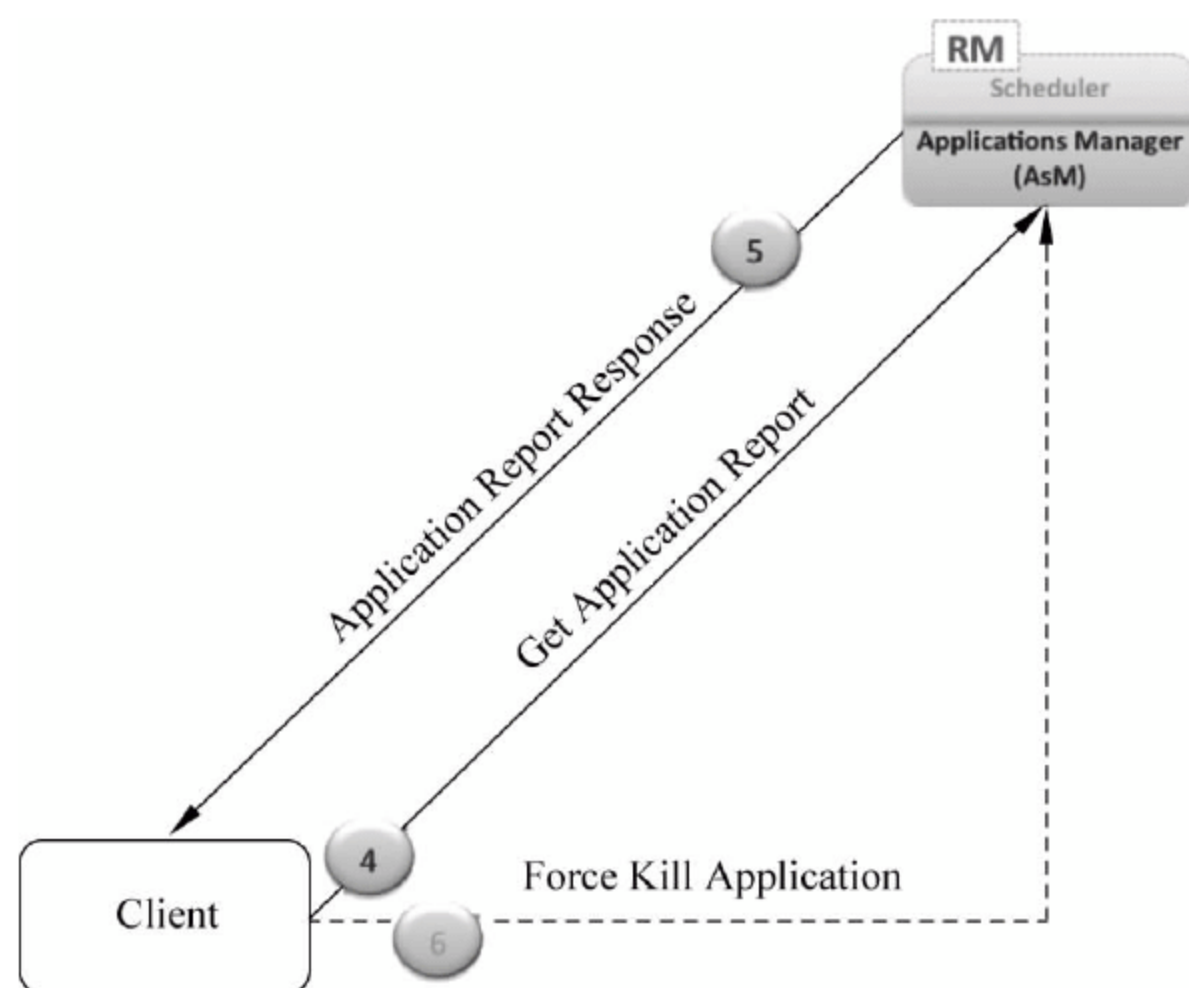 RM
Scheduler
Applications Manager
(AsM)
5
Application Report Response
Get Application Report
4
Force Kill Application
Client
6